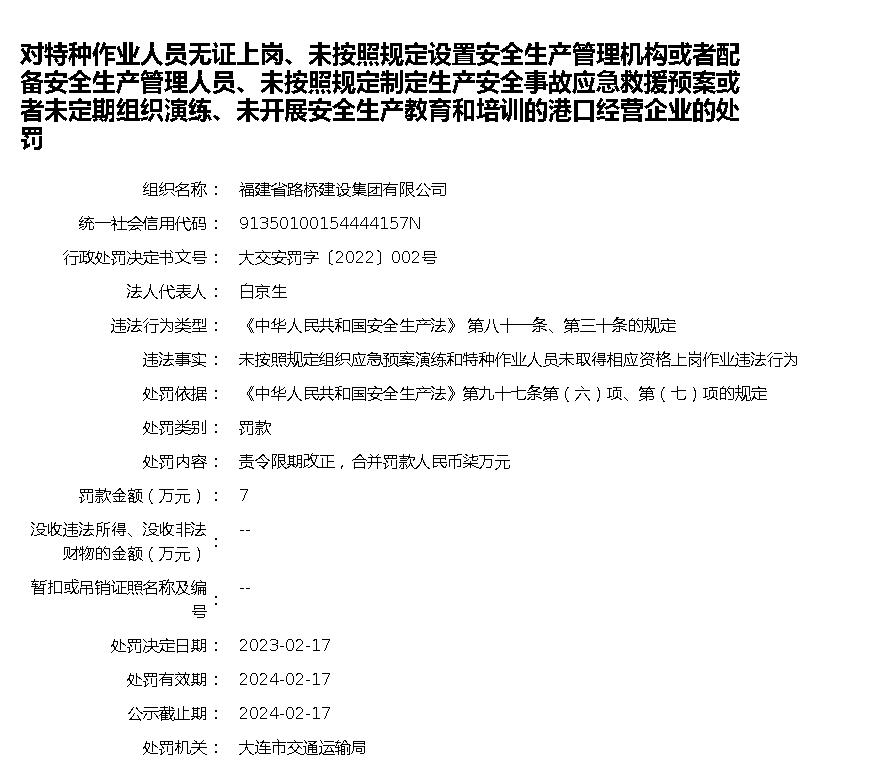 对特种作业人员无证上岗、未按照规定设置安全生产管理机构或者配
备安全生产管理人员、未按照规定制定生产安全事故应急救援预案或
者未定期组织演练、未开展安全生产教育和培训的港口经营企业的处
罚
组织名称： 福建省路桥建设集团有限公司
统一社会信用代码： 91350100154444157N
行政处罚决定书文号： 大交安罚字〔2022〕002号
法人代表人： 白京生
违法行为类型： 《中华人民共和国安全生产法》 第八十一条、第三十条的规定
违法事实： 未按照规定组织应急预案演练和特种作业人员未取得相应资格上岗作业违法行为
处罚依据： 《中华人民共和国安全生产法》第九十七条第（六）项、第（七）项的规定
处罚类别： 罚款
处罚内容： 责令限期改正，合并罚款人民币柒万元
罚款金额（万元）： 7
没收违法所得、没收非法
财物的金额（万元）： --
暂扣或吊销证照名称及编
号： --
处罚决定日期： 2023-02-17
处罚有效期： 2024-02-17
公示截止期： 2024-02-17
处罚机关： 大连市交通运输局